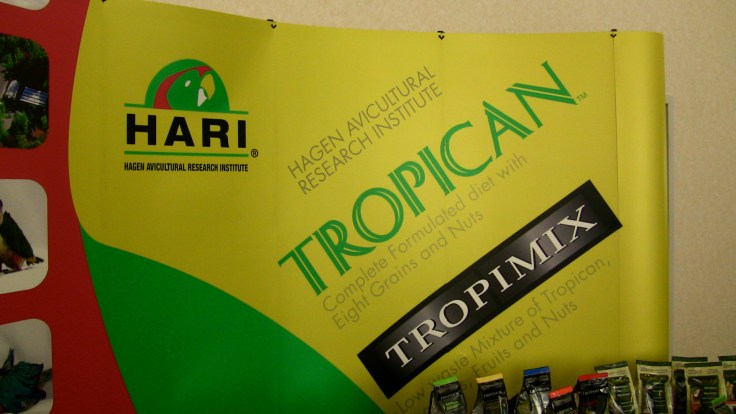 HARI®
HAGEN AVICULTURAL RESEARCH INSTITUTE
HAGEN AVICULTURAL
RESEARCH INSTITUTE
TROPICAN™
Complete Formulated diet with
Eight Grains and Nuts
TROPIMIX
Low Waste Mixture of Tropican,
Fruits and Nuts